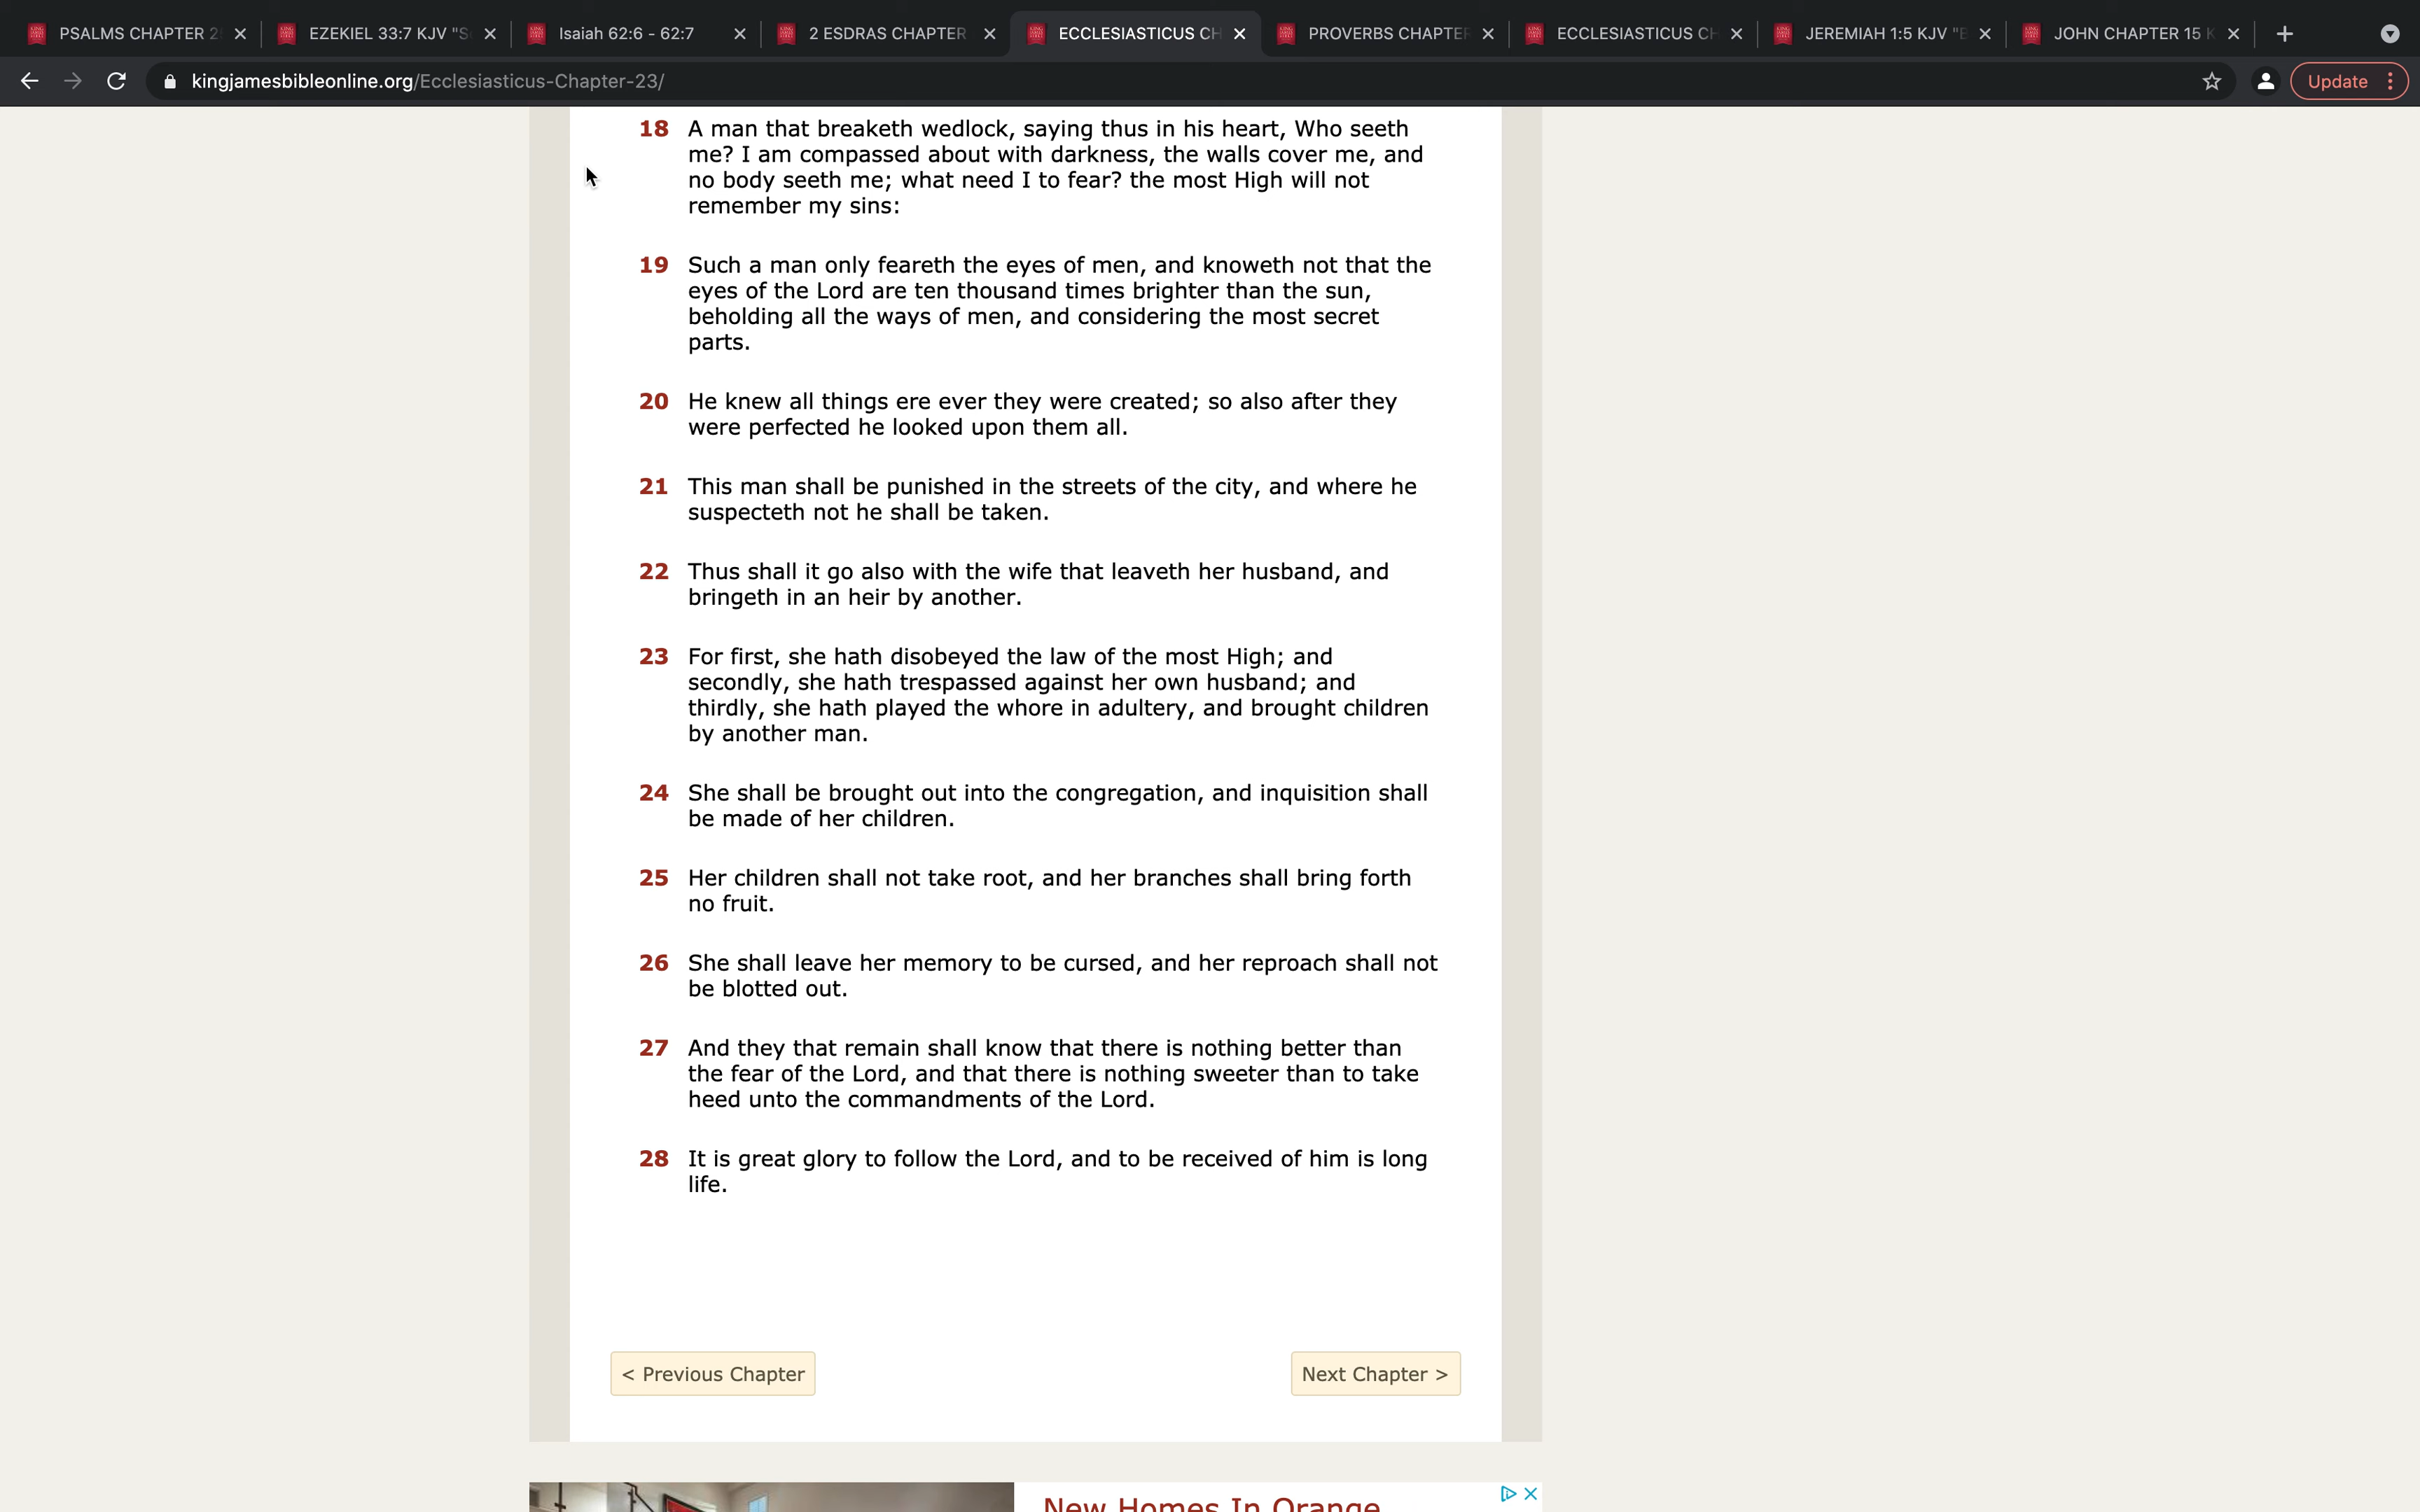 PSALMS CHAPTER 2
EZEKIEL 33:7 KJV "S
Isaiah 62:6 - 62:7
2 ESDRAS CHAPTER
ECCLESIASTICUS CH
PROVERBS CHAPTER
ECCLESIASTICUS CH
JEREMIAH 1:5 KJV "B
JOHN CHAPTER 15 K
kingjamesbibleonline.org/Ecclesiasticus-Chapter-23/
Update
18 A man that breaketh wedlock, saying thus in his heart, Who seeth
me? I am compassed about with darkness, the walls cover me, and
no body seeth me; what need I to fear? the most High will not
remember my sins:
19 Such a man only feareth the eyes of men, and knoweth not that the
eyes of the Lord are ten thousand times brighter than the sun,
beholding all the ways of men, and considering the most secret
parts.
20 He knew all things ere ever they were created; so also after they
were perfected he looked upon them all.
21 This man shall be punished in the streets of the city, and where he
suspecteth not he shall be taken.
22 Thus shall it go also with the wife that leaveth her husband, and
bringeth in an heir by another.
23 For first, she hath disobeyed the law of the most High; and
secondly, she hath trespassed against her own husband; and
thirdly, she hath played the whore in adultery, and brought children
by another man.
24 She shall be brought out into the congregation, and inquisition shall
be made of her children.
25 Her children shall not take root, and her branches shall bring forth
no fruit.
26 She shall leave her memory to be cursed, and her reproach shall not
be blotted out.
27 And they that remain shall know that there is nothing better than
the fear of the Lord, and that there is nothing sweeter than to take
heed unto the commandments of the Lord.
28 It is great glory to follow the Lord, and to be received of him is long
life.
< Previous Chapter
Next Chapter >
New Homes In Orange